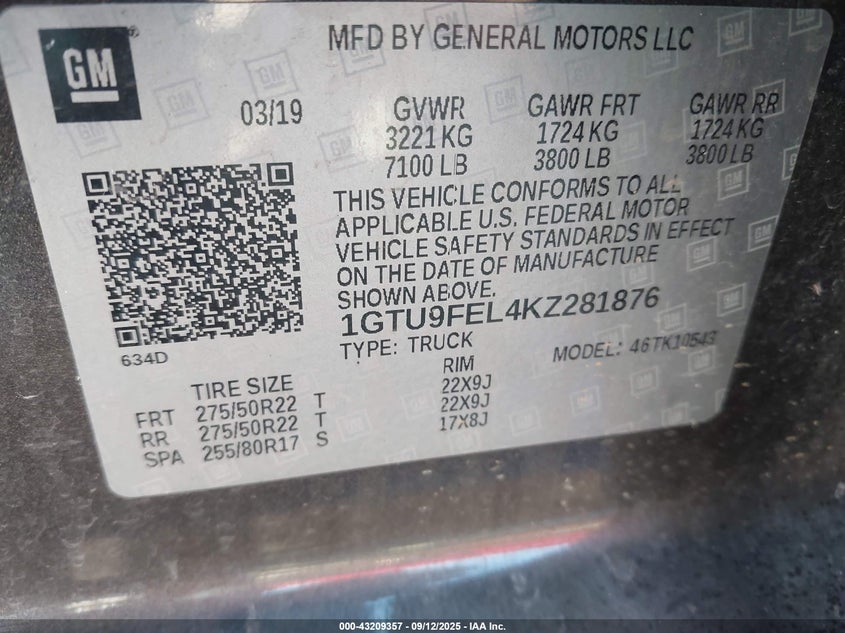 GM
MFD BY GENERAL MOTORS LLC
03/19
GVWR GAWR FRT GAWR RR
3221 KG 1724 KG 1724 KG
7100 LB 3800 LB 3800 LB
THIS VEHICLE CONFORMS TO ALL
APPLICABLE U.S. FEDERAL MOTOR
VEHICLE SAFETY STANDARDS IN EFFECT
ON THE DATE OF MANUFACTURE
SHOWN ABOVE.
1GTU9FEL4KZ281876
634D
TYPE: TRUCK MODEL: 46TK10543
TIRE SIZE RIM
FRT 275/50R22 T 22X9J
RR 275/50R22 T 22X9J
SPA 255/80R17 S 17X8J
000-43209357 - 09/12/2025 - IAA Inc.